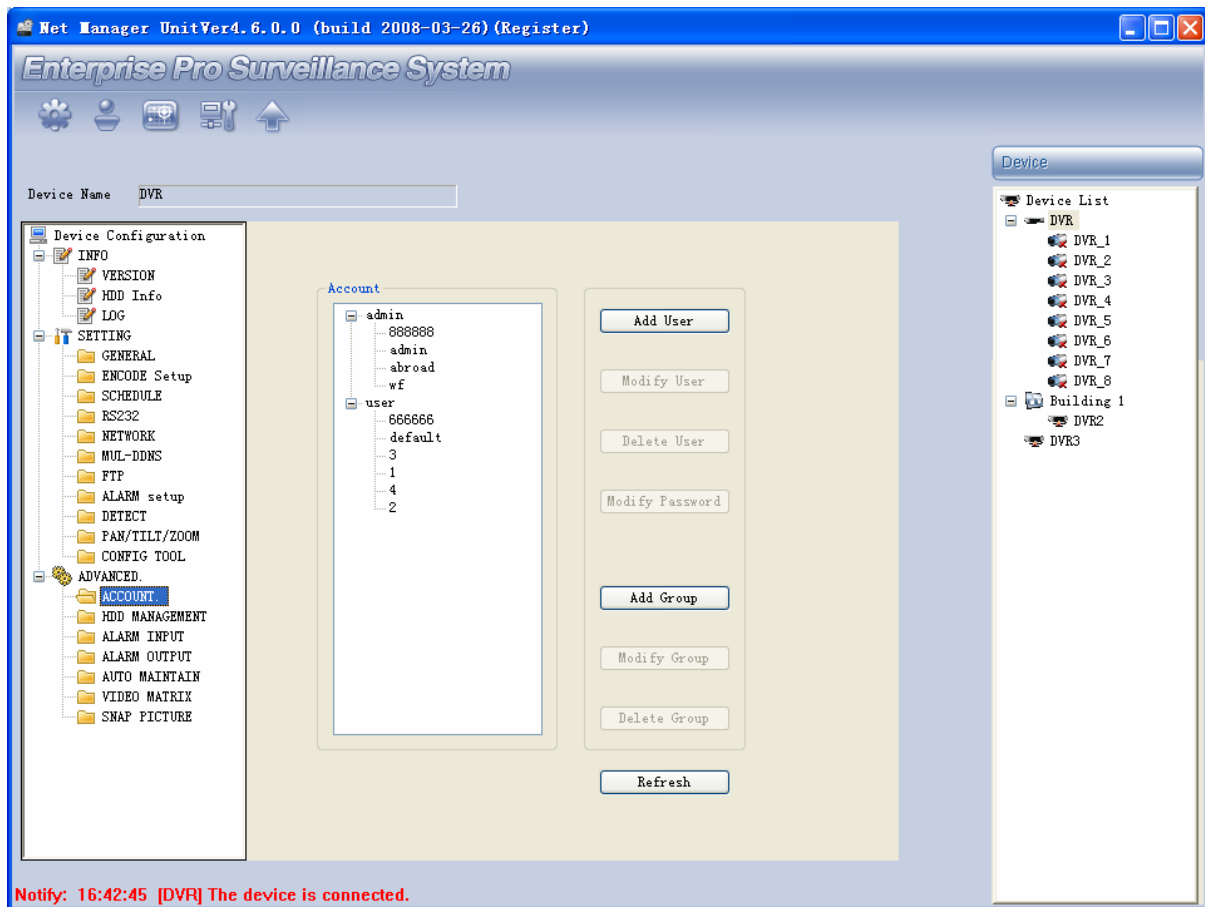 Net Manager UnitVer4.6.0.0 (build 2008-03-26)(Register)
Enterprise Pro Surveillance System
Device Name DVR
Device Configuration
INFO
VERSION
HDD Info
LOG
SETTING
GENERAL
ENCODE Setup
SCHEDULE
RS232
NETWORK
MUL-DDNS
FTP
ALARM setup
DETECT
PAN/TILT/ZOOM
CONFIG TOOL
ADVANCED.
ACCOUNT.
HDD MANAGEMENT
ALARM INPUT
ALARM OUTPUT
AUTO MAINTAIN
VIDEO MATRIX
SNAP PICTURE
Account
admin
888888
admin
abroad
wf
user
666666
default
3
1
4
2
Add User
Modify User
Delete User
Modify Password
Add Group
Modify Group
Delete Group
Refresh
Device
Device List
DVR
DVR_1
DVR_2
DVR_3
DVR_4
DVR_5
DVR_6
DVR_7
DVR_8
Building 1
DVR2
DVR3
Notify: 16:42:45 [DVR] The device is connected.